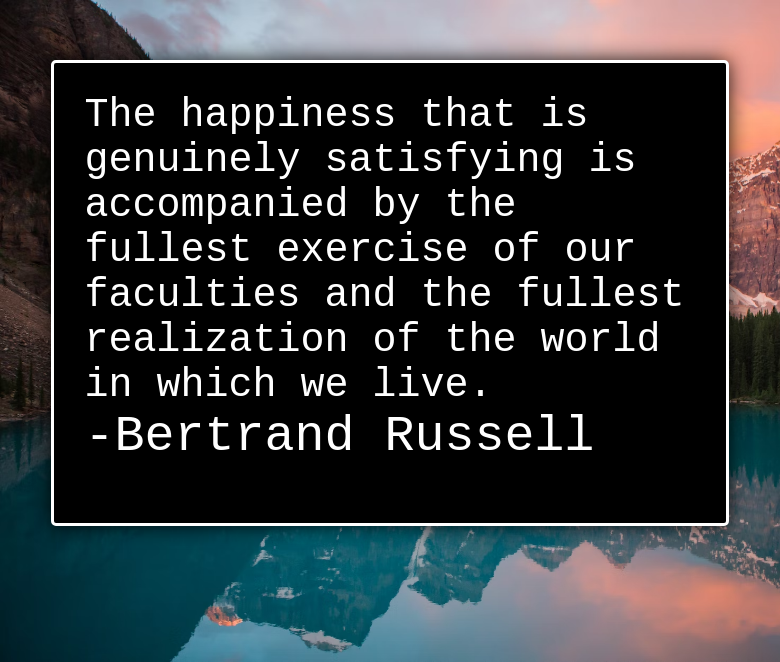 The happiness that is
genuinely satisfying is
accompanied by the
fullest exercise of our
faculties and the fullest
realization of the world
in which we live.
-Bertrand Russell